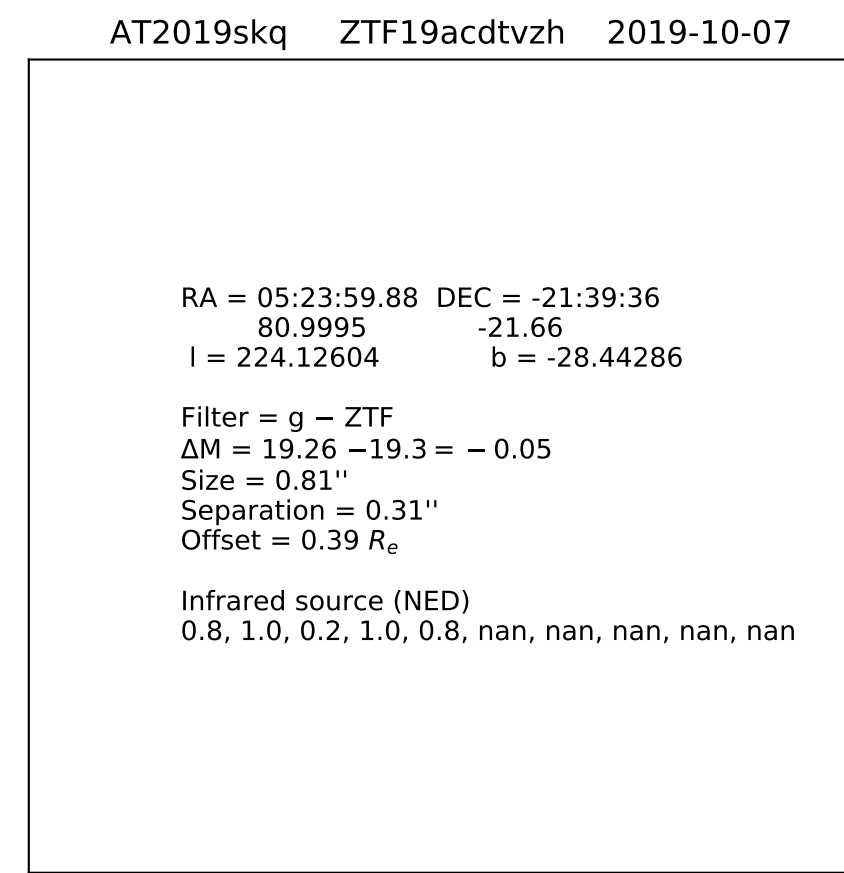 AT2019skq ZTF19acdtvzh 2019-10-07
RA = 05:23:59.88 DEC = -21:39:36
80.9995 -21.66
l = 224.12604 b = -28.44286
Filter = g − ZTF
ΔM = 19.26 −19.3 = − 0.05
Size = 0.81''
Separation = 0.31''
Offset = 0.39 Re
Infrared source (NED)
0.8, 1.0, 0.2, 1.0, 0.8, nan, nan, nan, nan, nan